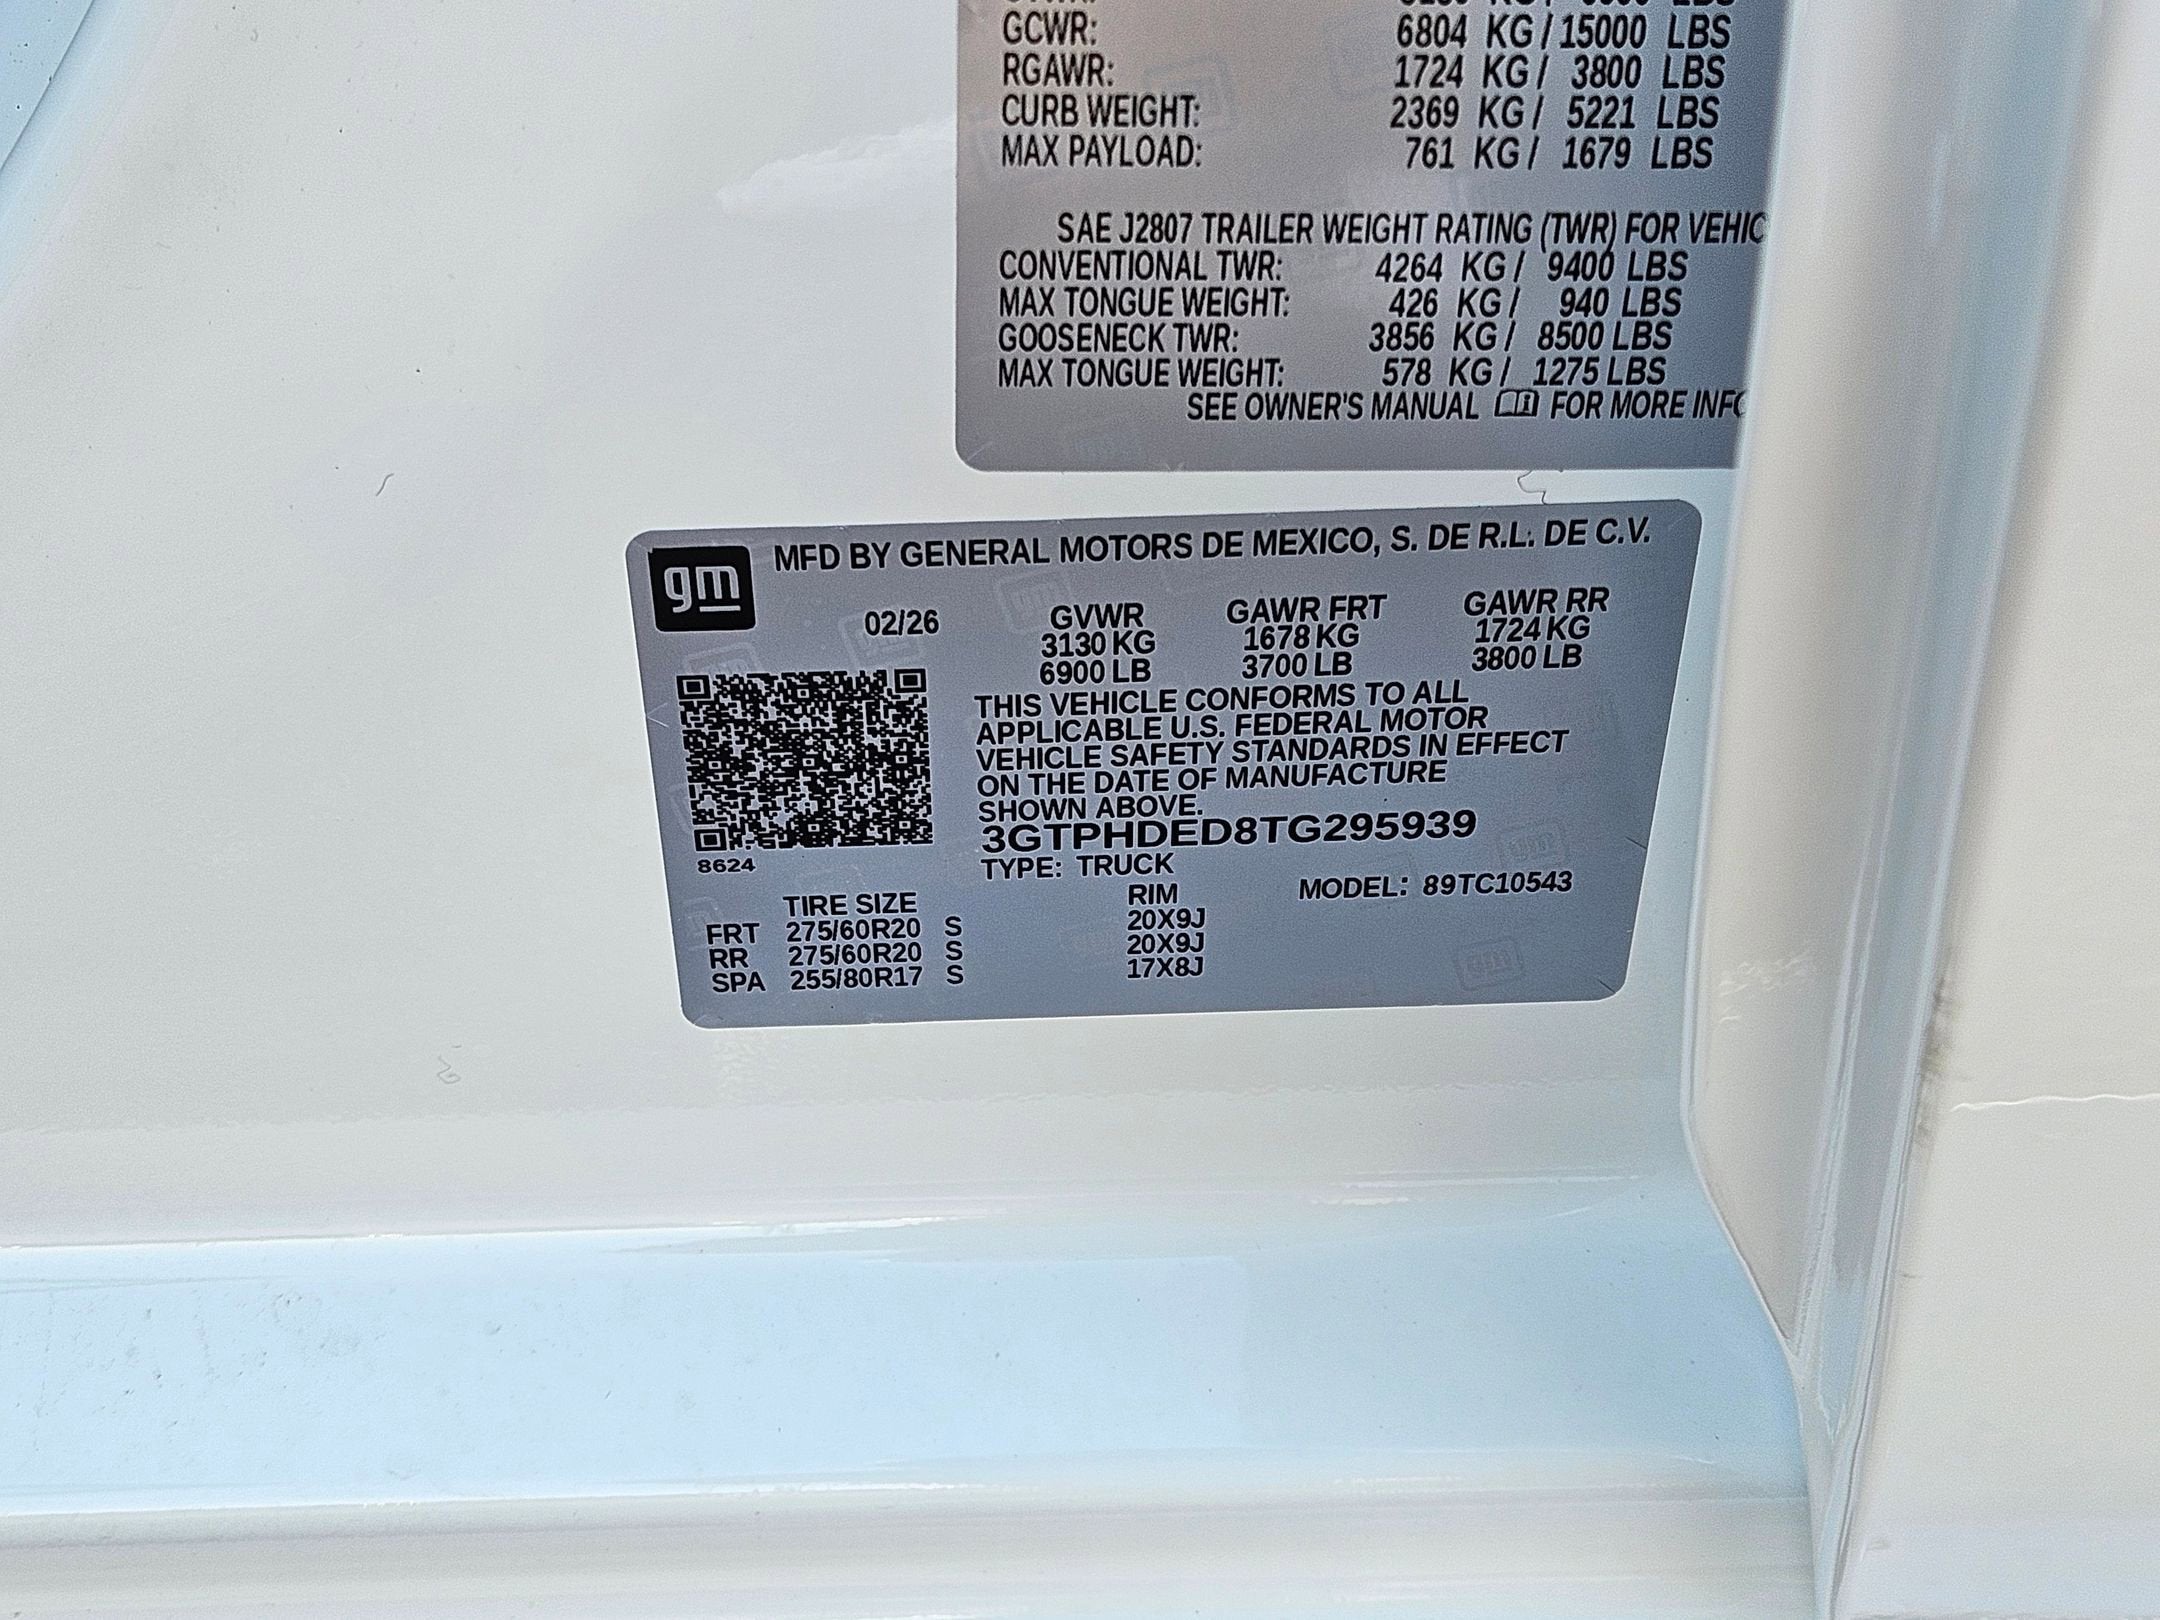 GCWR: 6804 KG / 15000 LBS
RGAWR: 1724 KG / 3800 LBS
CURB WEIGHT: 2369 KG / 5221 LBS
MAX PAYLOAD: 761 KG / 1679 LBS
SAE J2807 TRAILER WEIGHT RATING (TWR) FOR VEHIC
CONVENTIONAL TWR: 4264 KG / 9400 LBS
MAX TONGUE WEIGHT: 426 KG / 940 LBS
GOOSENECK TWR: 3856 KG / 8500 LBS
MAX TONGUE WEIGHT: 578 KG / 1275 LBS
SEE OWNER'S MANUAL FOR MORE INFO
gm
MFD BY GENERAL MOTORS DE MEXICO, S. DE R.L. DE C.V.
02/26 GVWR GAWR FRT GAWR RR
3130 KG 1678 KG 1724 KG
6900 LB 3700 LB 3800 LB
THIS VEHICLE CONFORMS TO ALL
APPLICABLE U.S. FEDERAL MOTOR
VEHICLE SAFETY STANDARDS IN EFFECT
ON THE DATE OF MANUFACTURE
SHOWN ABOVE.
3GTPHDED8TG295939
8624
TYPE: TRUCK
MODEL: 89TC10543
TIRE SIZE RIM
FRT 275/60R20 S 20X9J
RR 275/60R20 S 20X9J
SPA 255/80R17 S 17X8J